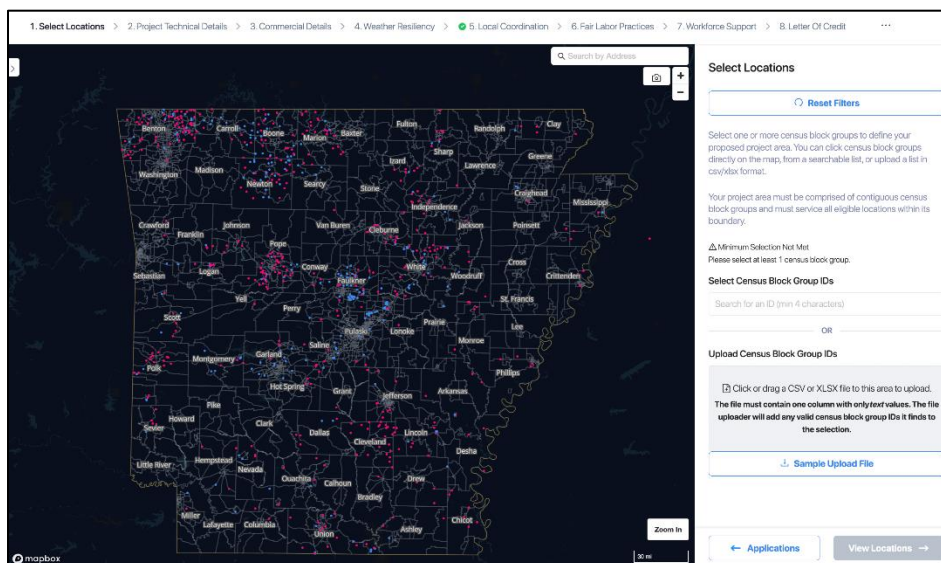 1. Select Locations > 2. Project Technical Details > 3. Commercial Details > 4. Weather Resiliency > 5. Local Coordination > 6. Fair Labor Practices > 7. Workforce Support > 8. Letter Of Credit ...
Search by Address
Benton
Carroll
Boone
Marion
Baxter
Fulton
Randolph
Clay
Sharp
Greene
Washington
Madison
Newton
Searcy
Stone
Izard
Lawrence
Craighead
Mississippi
Independence
Crawford
Franklin
Johnson
Van Buren
Cleburne
Jackson
Poinsett
Pope
Sebastian
Logan
Conway
Faulkner
White
Woodruff
Cross
Crittenden
Yell
Perry
St. Francis
Scott
Pulaski
Lonoke
Prairie
Lee
Saline
Monroe
Polk
Montgomery
Garland
Phillips
Hot Spring
Grant
Jefferson
Arkansas
Pike
Howard
Sevier
Clark
Dallas
Cleveland
Lincoln
Desha
Little River
Hempstead
Nevada
Ouachita
Calhoun
Drew
Bradley
Miller
Lafayette
Columbia
Union
Ashley
Chicot
Zoom In
mapbox
30 mi
Select Locations
Reset Filters
Select one or more census block groups to define your
proposed project area. You can click census block groups
directly on the map, from a searchable list, or upload a list in
csv/xlsx format.
Your project area must be comprised of contiguous census
block groups and must service all eligible locations within its
boundary.
Minimum Selection Not Met
Please select at least 1 census block group.
Select Census Block Group IDs
Search for an ID (min 4 characters)
OR
Upload Census Block Group IDs
Click or drag a CSV or XLSX file to this area to upload.
The file must contain one column with only text values. The file
uploader will add any valid census block group IDs it finds to
the selection.
Sample Upload File
← Applications
View Locations →